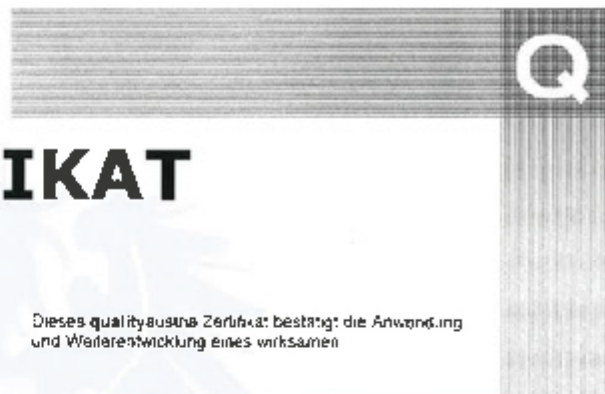 Q
IKAT
Dieses qualityaustria Zertifikat bestätigt die Anwendung
und Weiterentwicklung eines wirksamen